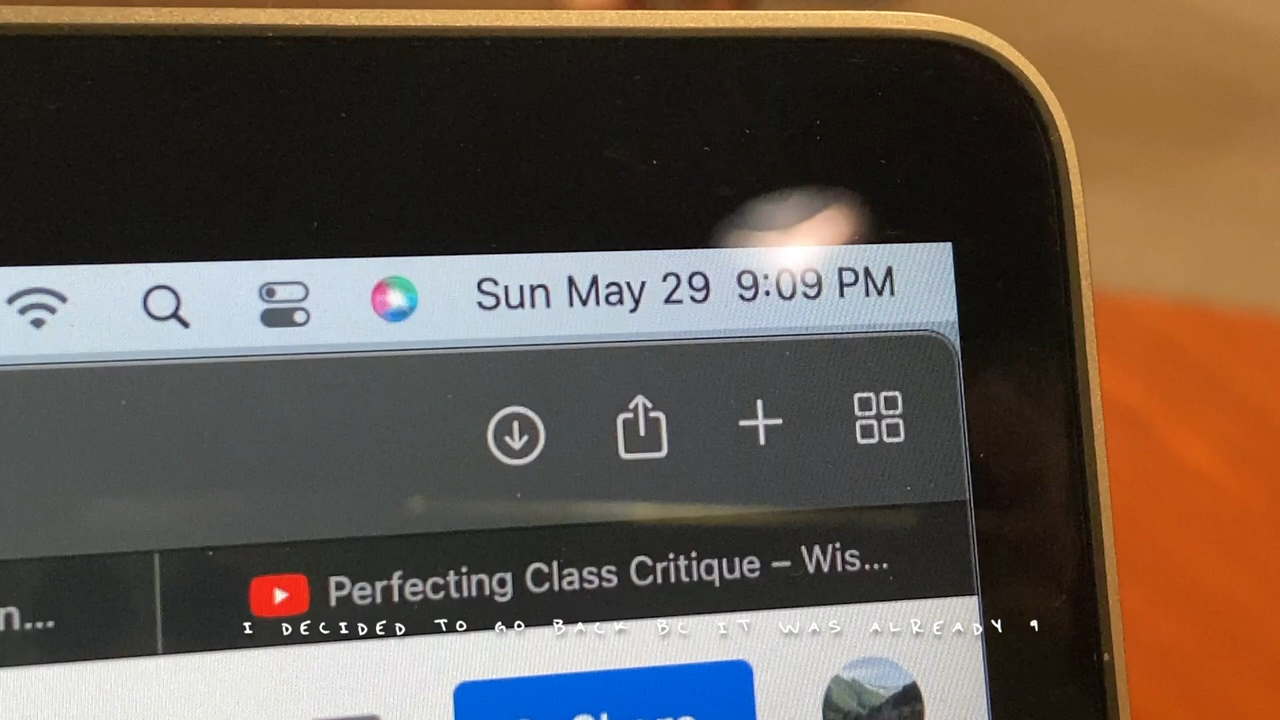 Sun May 29 9:09 PM
n... Perfecting Class Critique – Wis...
I DECIDED TO GO BACK BC IT WAS ALREADY 9
Share